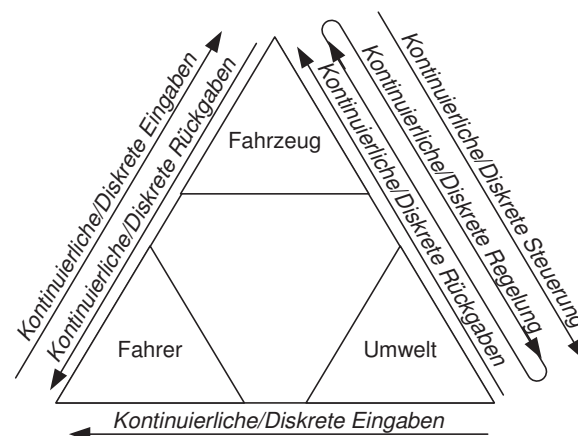 Kontinuierliche/Diskrete Eingaben
Kontinuierliche/Diskrete Rückgaben
Fahrzeug
Kontinuierliche/Diskrete Rückgaben
Kontinuierliche/Diskrete Regelung
Kontinuierliche/Diskrete Steuerung
Fahrer
Umwelt
Kontinuierliche/Diskrete Eingaben